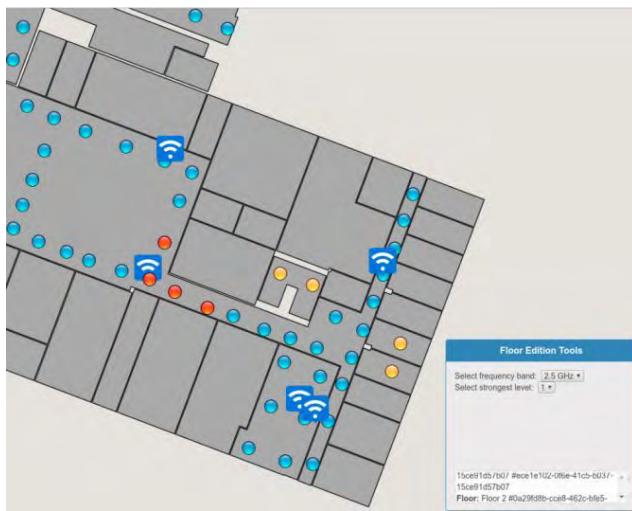 Floor Edition Tools
Select frequency band: 2.5 GHz
Select strongest level: 1
15ce91d57b07 #ece1e102-0f6e-41c5-b037-
15ce91d57b07
Floor: Floor 2 #0a29fd8b-cce8-462c-bfe5-